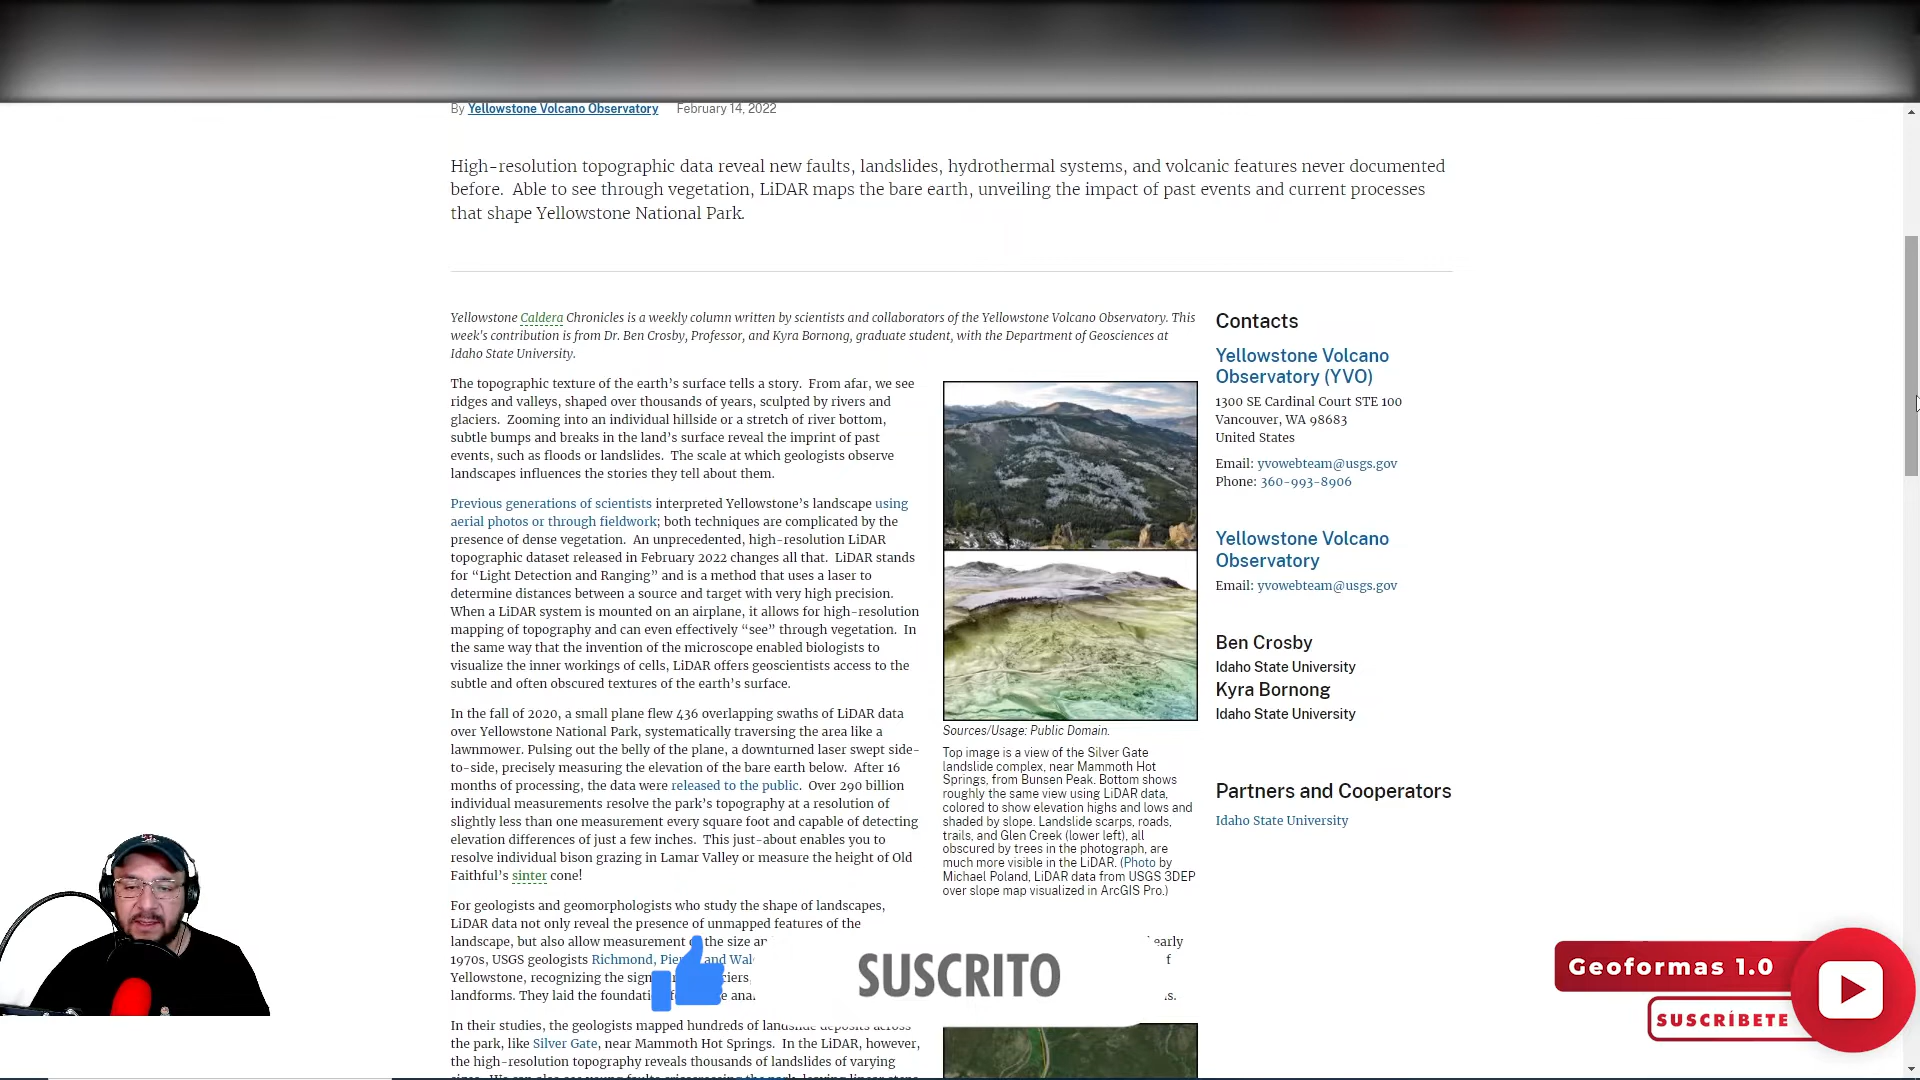 By Yellowstone Volcano Observatory February 14, 2022
High-resolution topographic data reveal new faults, landslides, hydrothermal systems, and volcanic features never documented
before. Able to see through vegetation, LiDAR maps the bare earth, unveiling the impact of past events and current processes
that shape Yellowstone National Park.
Yellowstone Caldera Chronicles is a weekly column written by scientists and collaborators of the Yellowstone Volcano Observatory. This
week's contribution is from Dr. Ben Crosby, Professor, and Kyra Bornong, graduate student, with the Department of Geosciences at
Idaho State University.
The topographic texture of the earth's surface tells a story. From afar, we see
ridges and valleys, shaped over thousands of years, sculpted by rivers and
glaciers. Zooming into an individual hillside or a stretch of river bottom,
subtle bumps and breaks in the land's surface reveal the imprint of past
events, such as floods or landslides. The scale at which geologists observe
landscapes influences the stories they tell about them.
Previous generations of scientists interpreted Yellowstone's landscape using
aerial photos or through fieldwork; both techniques are complicated by the
presence of dense vegetation. An unprecedented, high-resolution LiDAR
topographic dataset released in February 2022 changes all that. LiDAR stands
for “Light Detection and Ranging” and is a method that uses a laser to
determine distances between a source and target with very high precision.
When a LiDAR system is mounted on an airplane, it allows for high-resolution
mapping of topography and can even effectively “see” through vegetation. In
the same way that the invention of the microscope enabled biologists to
visualize the inner workings of cells, LiDAR offers geoscientists access to the
subtle and often obscured textures of the earth's surface.
In the fall of 2020, a small plane flew 436 overlapping swaths of LiDAR data
over Yellowstone National Park, systematically traversing the area like a
lawnmower. Pulsing out the belly of the plane, a downturned laser swept side-
to-side, precisely measuring the elevation of the bare earth below. After 16
months of processing, the data were released to the public. Over 290 billion
individual measurements resolve the park's topography at a resolution of
slightly less than one measurement every square foot and capable of detecting
elevation differences of just a few inches. This just-about enables you to
resolve individual bison grazing in Lamar Valley or measure the height of Old
Faithful's sinter cone!
For geologists and geomorphologists who study the shape of landscapes,
LiDAR data not only reveal the presence of unmapped features of the
landscape, but also allow measurement the size early
1970s, USGS geologists Richmond, and
Yellowstone, recognizing the
landforms. They laid the
In their studies, the geologists mapped hundreds of
the park, like Silver Gate, near Mammoth Hot Springs. In the LiDAR, however,
the high-resolution topography reveals thousands of landslides of varying
Sources/Usage: Public Domain.
Top image is a view of the Silver Gate
landslide complex, near Mammoth Hot
Springs, from Bunsen Peak. Bottom shows
roughly the same view using LiDAR data,
colored to show elevation highs and lows and
shaded by slope. Landslide scarps, roads,
trails, and Glen Creek (lower left), all
obscured by trees in the photograph, are
much more visible in the LiDAR. (Photo by
Michael Poland, LiDAR data from USGS 3DEP
over slope map visualized in ArcGIS Pro.)
Contacts
Yellowstone Volcano
Observatory (YVO)
1300 SE Cardinal Court STE 100
Vancouver, WA 98683
United States
Email: yvowebteam@usgs.gov
Phone: 360-993-8906
Yellowstone Volcano
Observatory
Email: yvowebteam@usgs.gov
Ben Crosby
Idaho State University
Kyra Bornong
Idaho State University
Partners and Cooperators
Idaho State University
SUSCRITO
Geoformas 1.0
SUSCRÍBETE